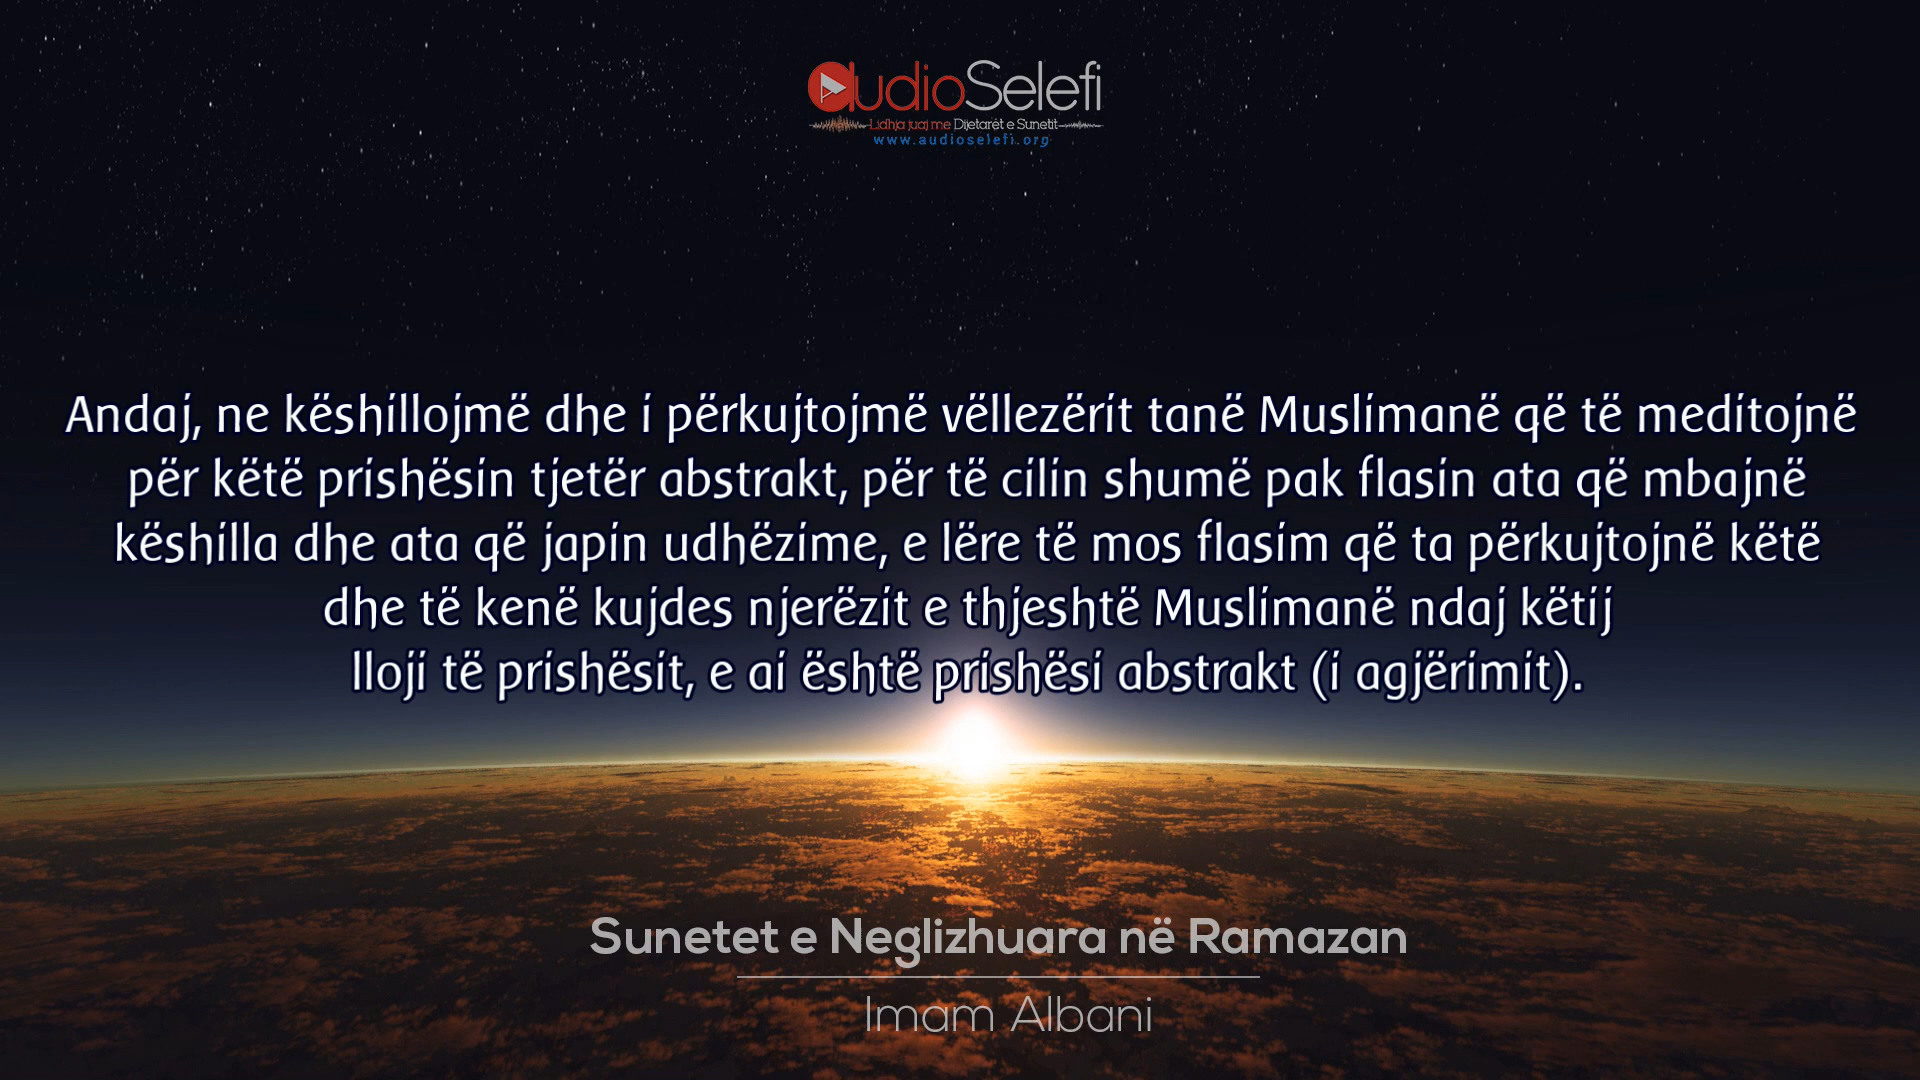 audioSelefi
Lidhja juaj me Dijetarët e Sunetit
www.audioselefi.org
Andaj, ne këshillojmë dhe i përkujtojmë vëllezërit tanë Muslimanë që të meditojnë
për këtë prishësin tjetër abstrakt, për të cilin shumë pak flasin ata që mbajnë
këshilla dhe ata që japin udhëzime, e lëre të mos flasim që ta përkujtojnë këtë
dhe të kenë kujdes njerëzit e thjeshtë Muslimanë ndaj këtij
lloji të prishësit, e ai është prishësi abstrakt (i agjërimit).
Sunetet e Neglizhuara në Ramazan
Imam Albani